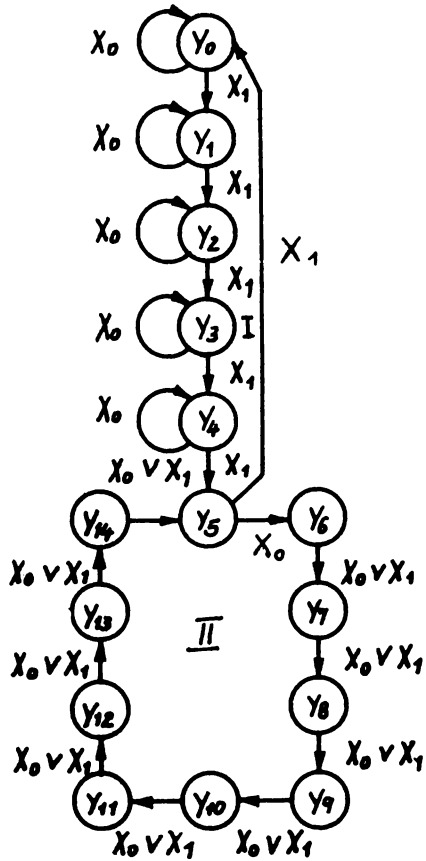 X₀ Y₀
X₁
X₀ Y₁
X₁
X₀ Y₂
X₁ X₁
X₀ Y₃ I
X₁
X₀ Y₄
X₀ ∨ X₁ X₁
Y₁₄ Y₅ Y₆
X₀
X₀ ∨ X₁ X₀ ∨ X₁
Y₁₃ Y₇
II
X₀ ∨ X₁ X₀ ∨ X₁
Y₁₂ Y₈
X₀ ∨ X₁ X₀ ∨ X₁
Y₁₁ Y₁₀ Y₉
X₀ ∨ X₁ X₀ ∨ X₁